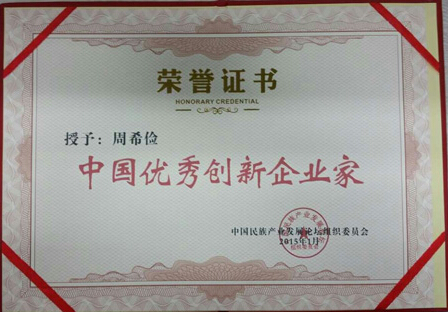 荣誉证书
HONORARY CREDENTIAL
授予：周希俭
中国优秀创新企业家
中国民族产业发展论坛组织委员会
2015年1月